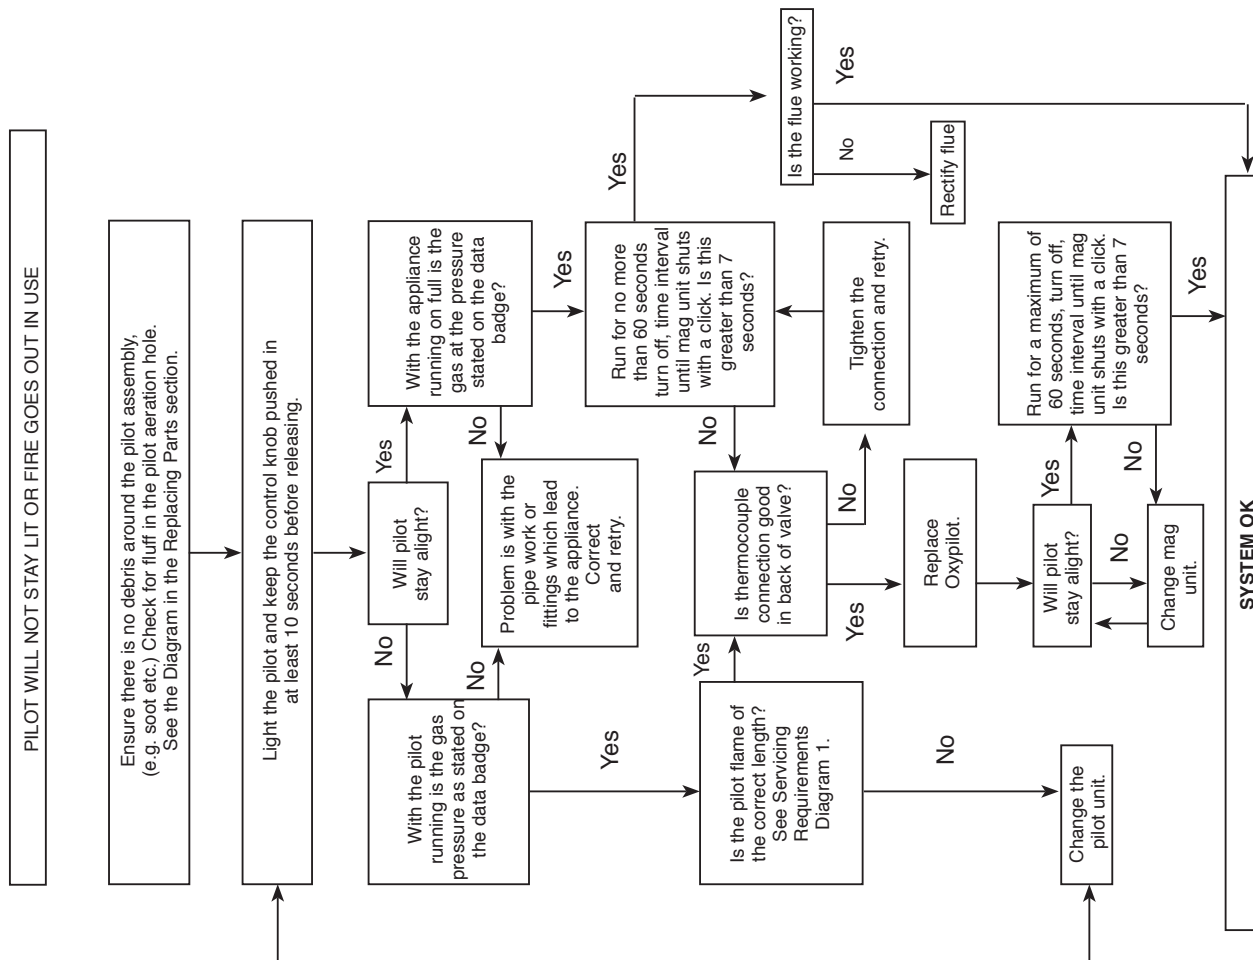 PILOT WILL NOT STAY LIT OR FIRE GOES OUT IN USE
Ensure there is no debris around the pilot assembly,
(e.g. soot etc.) Check for fluff in the pilot aeration hole.
See the Diagram in the Replacing Parts section.
Light the pilot and keep the control knob pushed in
at least 10 seconds before releasing.
Will pilot
stay alight?
No
Yes
With the pilot
running is the gas
pressure as stated on
the data badge?
No
Yes
With the appliance
running on full is the
gas at the pressure
stated on the data
badge?
No
Yes
Problem is with the
pipe work or
fittings which lead
to the appliance.
Correct
and retry.
Is the pilot flame of
the correct length?
See Servicing
Requirements
Diagram 1.
Yes
No
Run for no more
than 60 seconds
turn off, time interval
until mag unit shuts
with a click. Is this
greater than 7
seconds?
No
Yes
Is thermocouple
connection good
in back of valve?
Yes
No
Tighten the
connection and retry.
Is the flue working?
No
Yes
Rectify flue
Replace
Oxypilot.
Will pilot
stay alight?
Yes
No
Change mag
unit.
Run for a maximum of
60 seconds, turn off,
time interval until mag
unit shuts with a click.
Is this greater than 7
seconds?
No
Yes
Change the
pilot unit.
SYSTEM OK